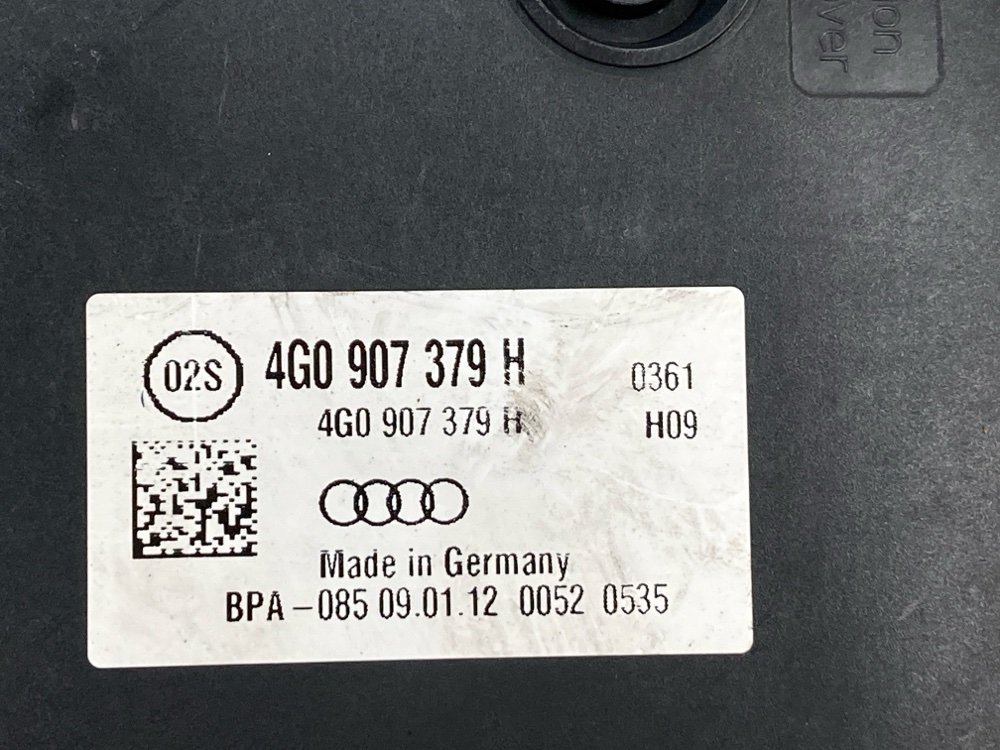 02S
4G0 907 379 H
0361
4G0 907 379 H
H09
Made in Germany
BPA - 085 09.01.12 0052 0535